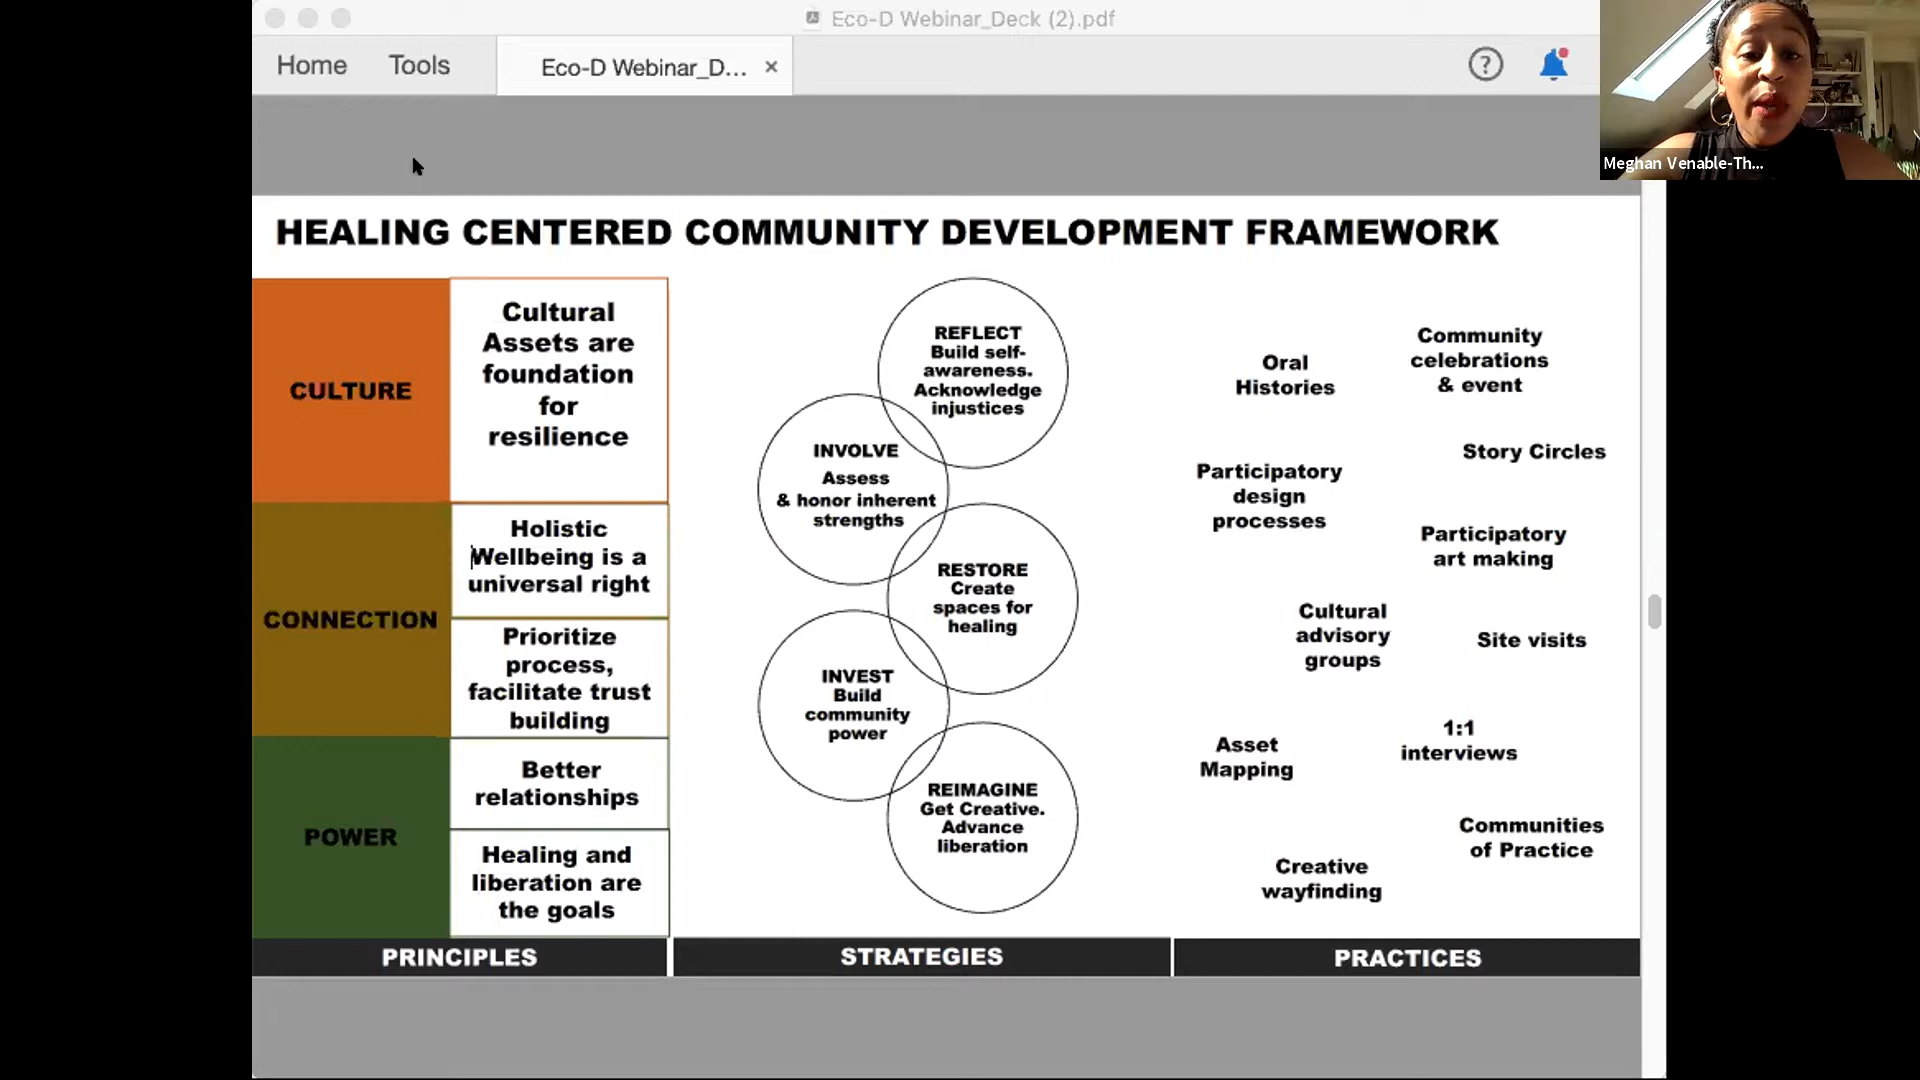 Eco-D Webinar_Deck (2).pdf
Home
Tools
Eco-D Webinar_D...
×
?
Meghan Venable-Th...
HEALING CENTERED COMMUNITY DEVELOPMENT FRAMEWORK
CULTURE
Cultural
Assets are
foundation
for
resilience
CONNECTION
Holistic
Wellbeing is a
universal right
Prioritize
process,
facilitate trust
building
POWER
Better
relationships
Healing and
liberation are
the goals
PRINCIPLES
REFLECT
Build self-
awareness.
Acknowledge
injustices
INVOLVE
Assess
& honor inherent
strengths
RESTORE
Create
spaces for
healing
INVEST
Build
community
power
REIMAGINE
Get Creative.
Advance
liberation
STRATEGIES
Oral
Histories
Community
celebrations
& event
Story Circles
Participatory
design
processes
Participatory
art making
Cultural
advisory
groups
Site visits
Asset
Mapping
1:1
interviews
Communities
of Practice
Creative
wayfinding
PRACTICES